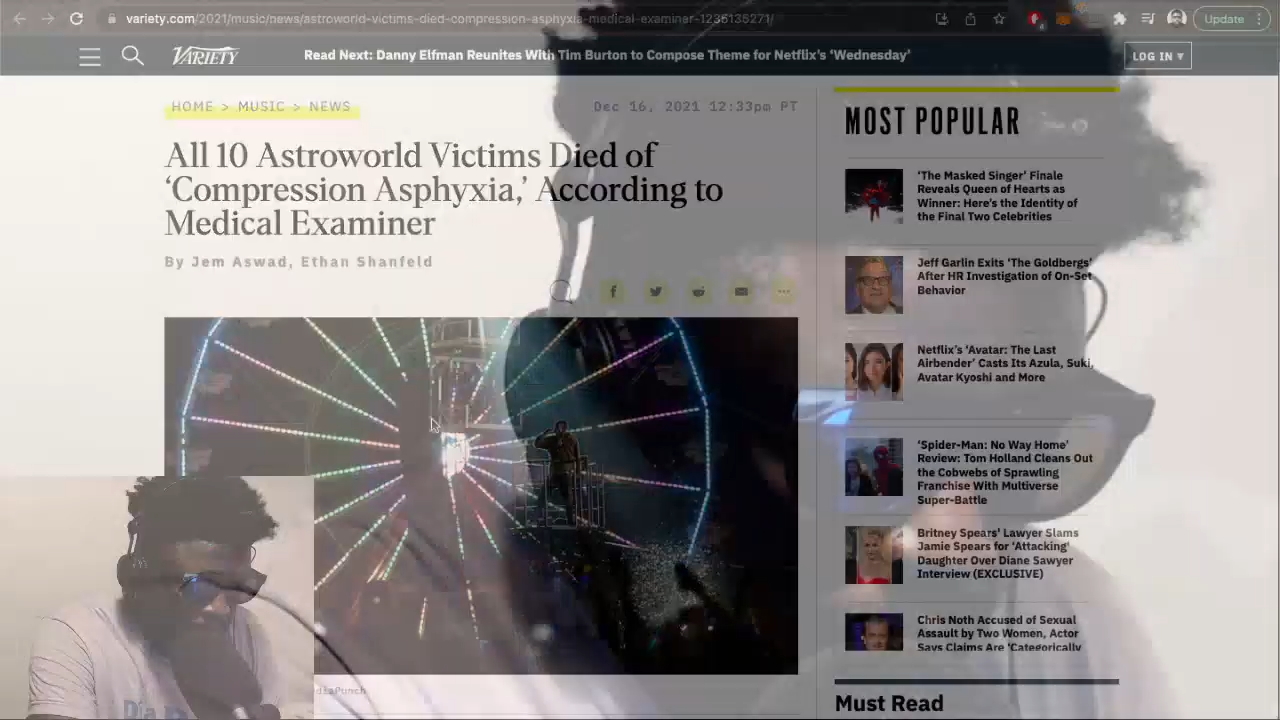 variety.com/2021/music/news/astroworld-victims-died-compression-asphyxia-medical-examiner-1235135271/
Update
VARIETY
Read Next: Danny Elfman Reunites With Tim Burton to Compose Theme for Netflix's 'Wednesday'
LOG IN
HOME > MUSIC > NEWS
Dec 16, 2021 12:33pm PT
All 10 Astroworld Victims Died of
'Compression Asphyxia,' According to
Medical Examiner
By Jem Aswad, Ethan Shanfeld
MOST POPULAR
'The Masked Singer' Finale
Reveals Queen of Hearts as
Winner: Here's the Identity of
the Final Two Celebrities
Jeff Garlin Exits 'The Goldbergs'
After HR Investigation of On-Set
Behavior
Netflix's 'Avatar: The Last
Airbender' Casts Its Azula, Suki,
Avatar Kyoshi and More
'Spider-Man: No Way Home'
Review: Tom Holland Cleans Out
the Cobwebs of Sprawling
Franchise With Multiverse
Super-Battle
Britney Spears' Lawyer Slams
Jamie Spears for 'Attacking'
Daughter Over Diane Sawyer
Interview (EXCLUSIVE)
Chris Noth Accused of Sexual
Assault by Two Women, Actor
Says Claims Are 'Categorically
Must Read